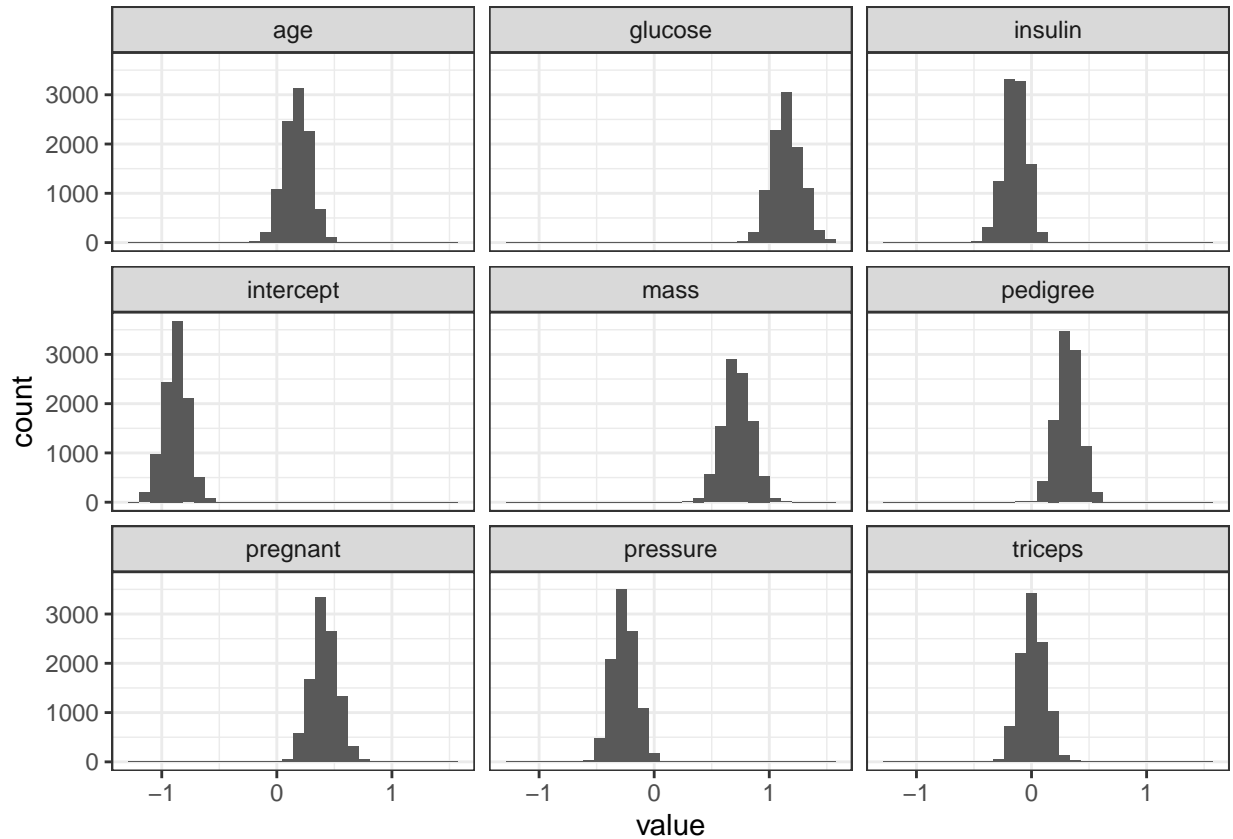 age glucose insulin
3000
2000
1000
0
intercept mass pedigree
3000
2000
1000
0
count
pregnant pressure triceps
3000
2000
1000
0
−1 0 1 −1 0 1 −1 0 1
value